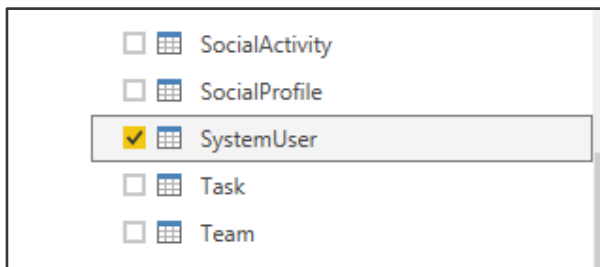 SocialActivity
SocialProfile
SystemUser
Task
Team